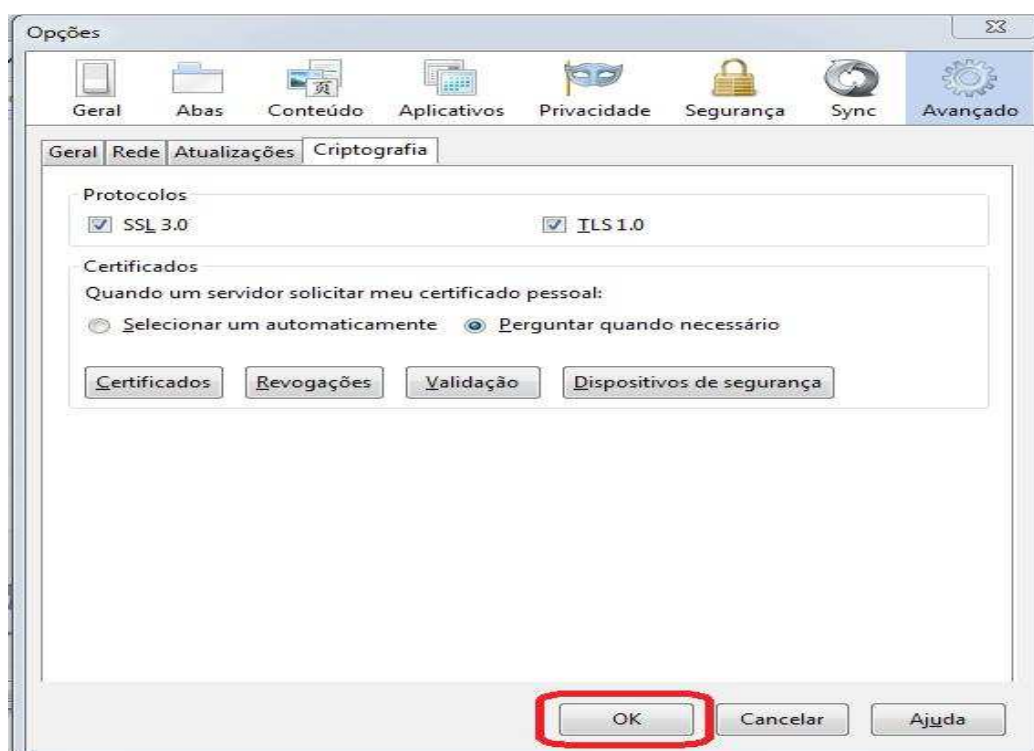 Opções
Geral Abas Conteúdo Aplicativos Privacidade Segurança Sync Avançado
Geral Rede Atualizações Criptografia
Protocolos
SSL 3.0 TLS 1.0
Certificados
Quando um servidor solicitar meu certificado pessoal:
Selecionar um automaticamente Perguntar quando necessário
Certificados Revogações Validação Dispositivos de segurança
OK Cancelar Ajuda